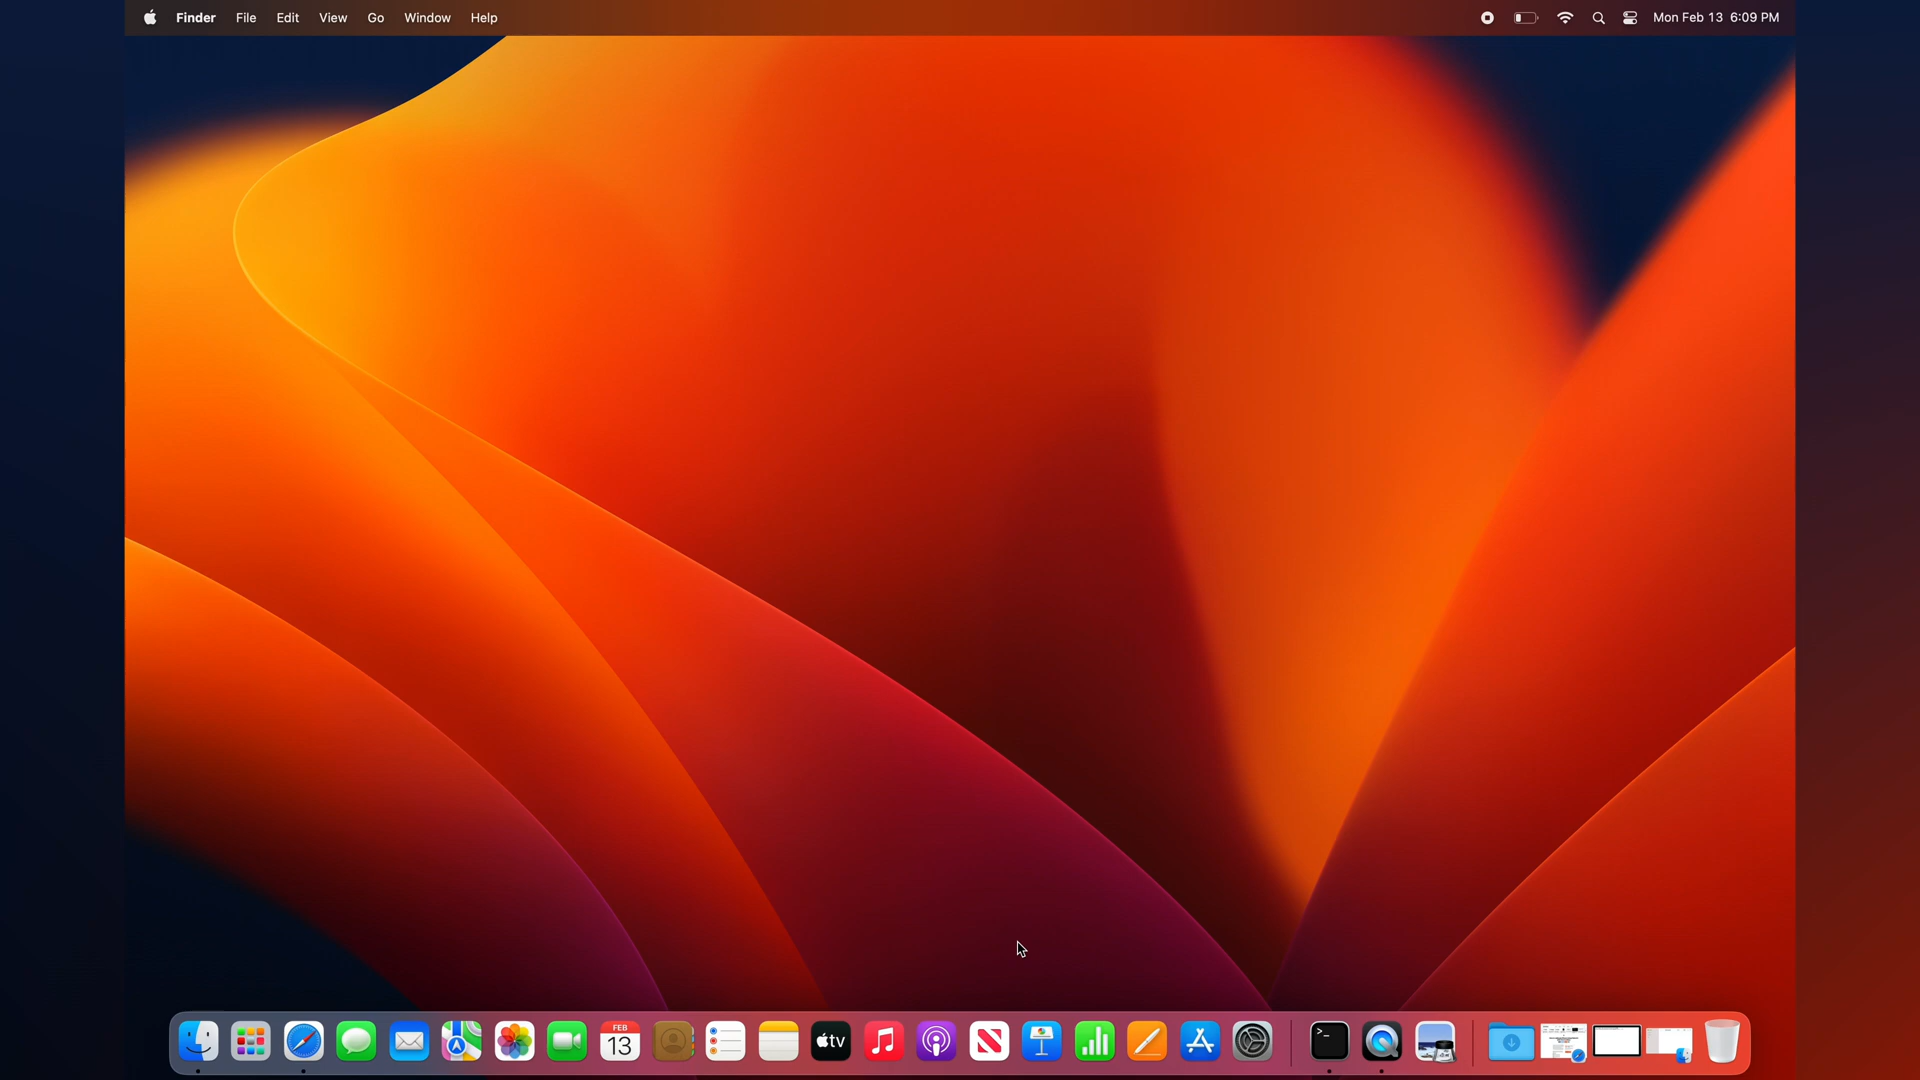 Finder File Edit View Go Window Help Mon Feb 13 6:09 PM
FEB
13
tv
>_